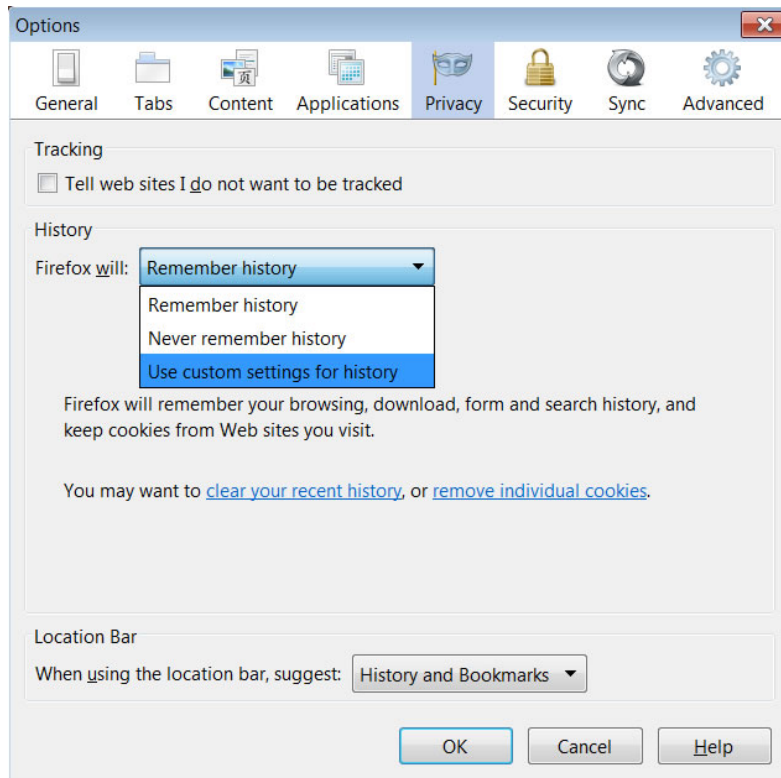 Options
页
General Tabs Content Applications Privacy Security Sync Advanced
Tracking
Tell web sites I do not want to be tracked
History
Firefox will: Remember history
Remember history
Never remember history
Use custom settings for history
Firefox will remember your browsing, download, form and search history, and
keep cookies from Web sites you visit.
You may want to clear your recent history, or remove individual cookies.
Location Bar
When using the location bar, suggest: History and Bookmarks
OK Cancel Help